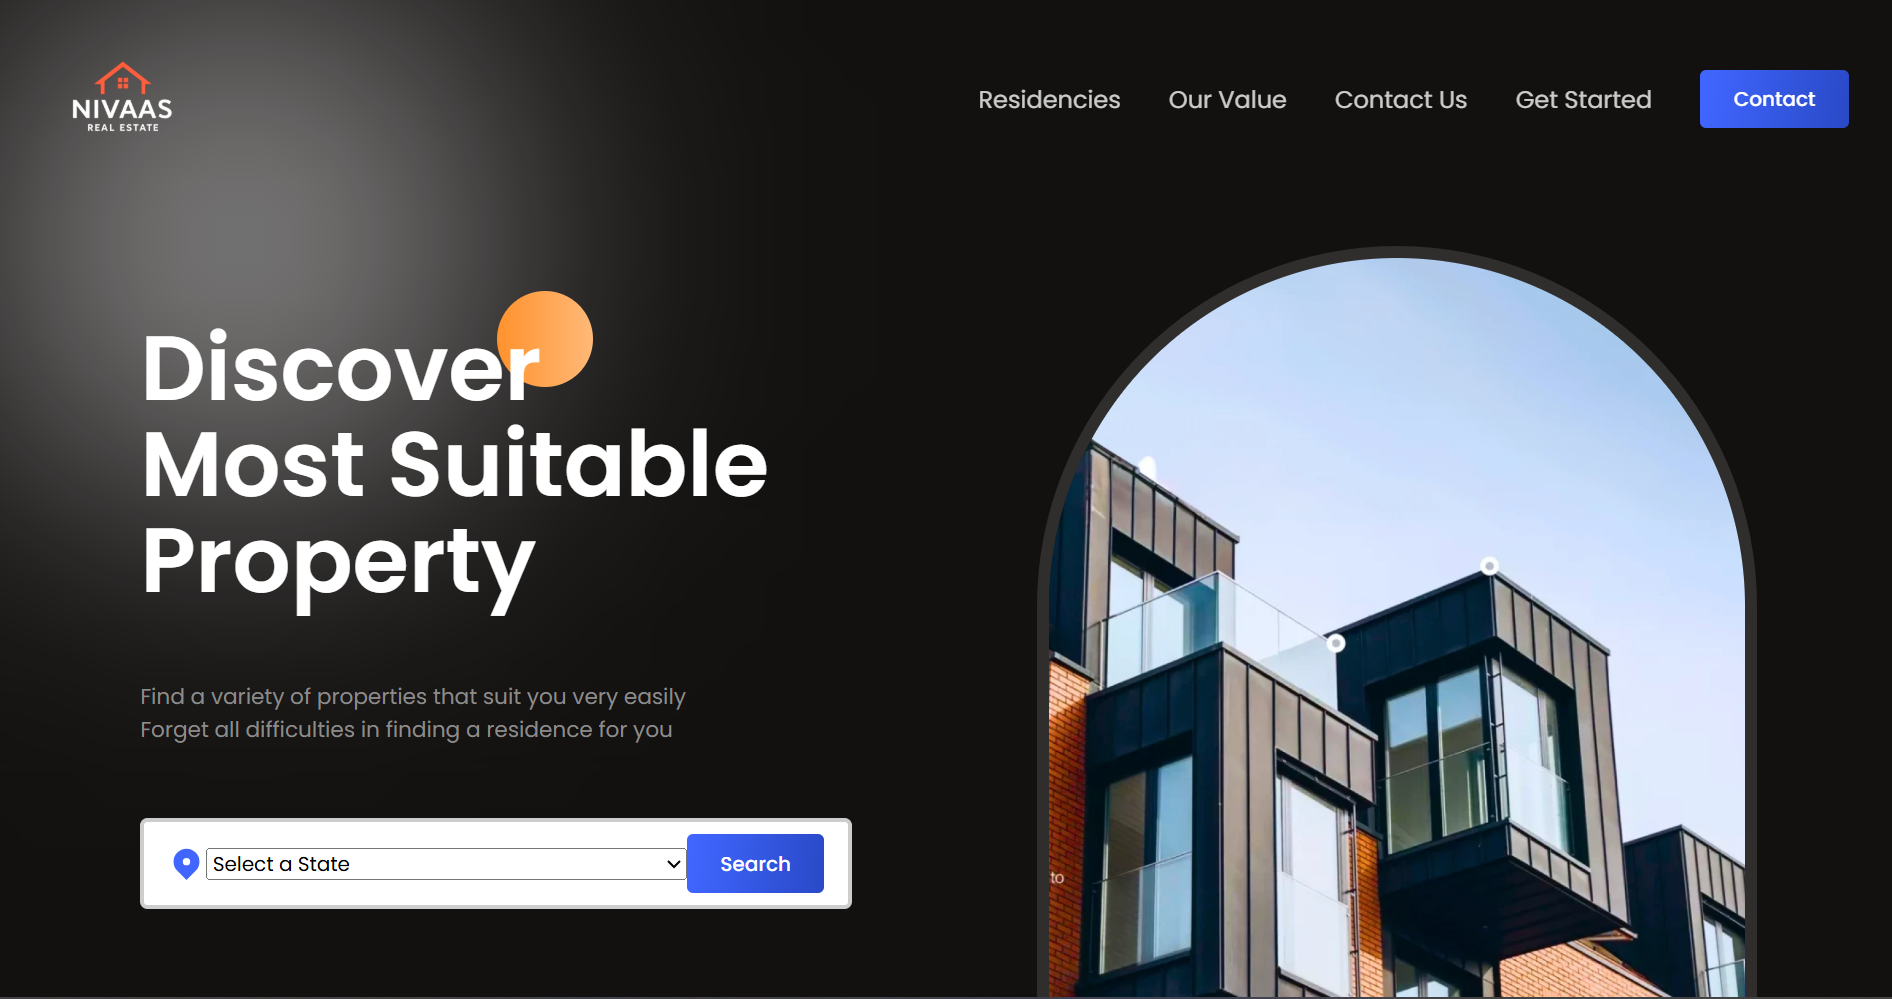 NIVAAS
REAL ESTATE
Residencies
Our Value
Contact Us
Get Started
Contact
Discover
Most Suitable
Property
Find a variety of properties that suit you very easily
Forget all difficulties in finding a residence for you
Select a State
Search
to